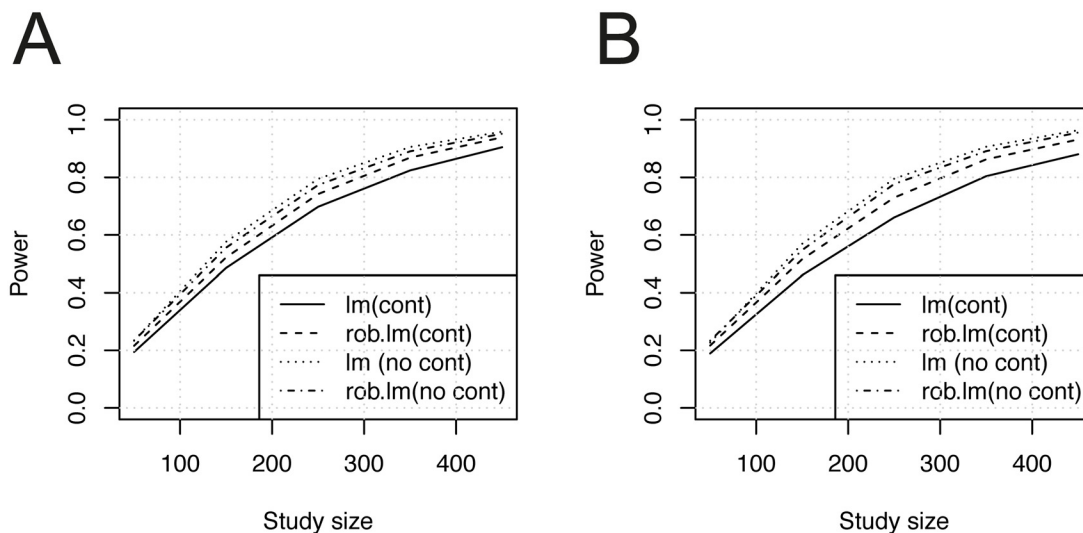 A
1.0
0.8
0.6
0.4
0.2
0.0
Power
lm(cont)
rob.lm(cont)
lm (no cont)
rob.lm(no cont)
100 200 300 400
Study size
B
1.0
0.8
0.6
0.4
0.2
0.0
Power
lm(cont)
rob.lm(cont)
lm (no cont)
rob.lm(no cont)
100 200 300 400
Study size